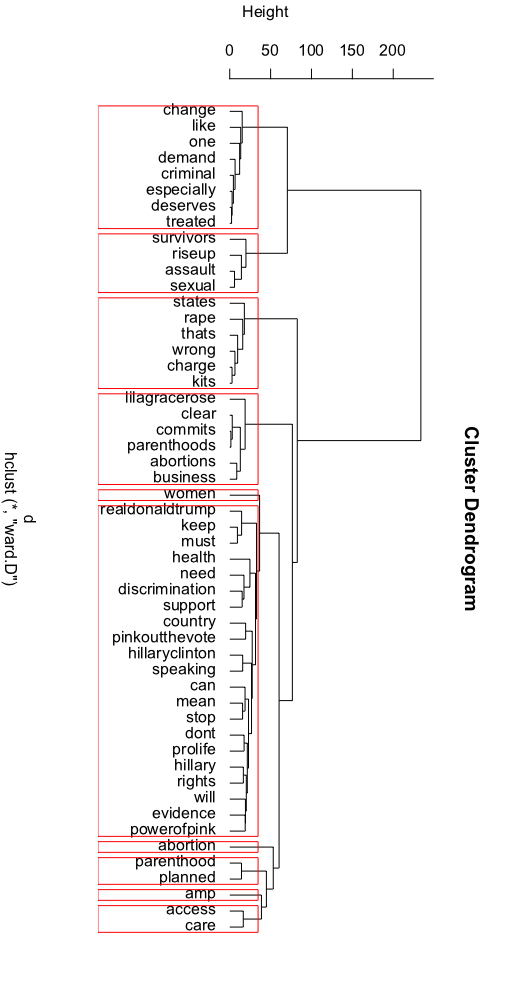 Height
0 50 100 150 200
change
like
one
demand
criminal
especially
deserves
treated
survivors
riseup
assault
sexual
states
rape
thats
wrong
charge
kits
lilagracerose
clear
commits
parenthoods
abortions
business
women
realdonaldtrump
keep
must
health
need
discrimination
support
country
pinkoutthevote
hillaryclinton
speaking
can
mean
stop
dont
prolife
hillary
rights
will
evidence
powerofpink
abortion
parenthood
planned
amp
access
care
Cluster Dendrogram
d
hclust (*, "ward.D")